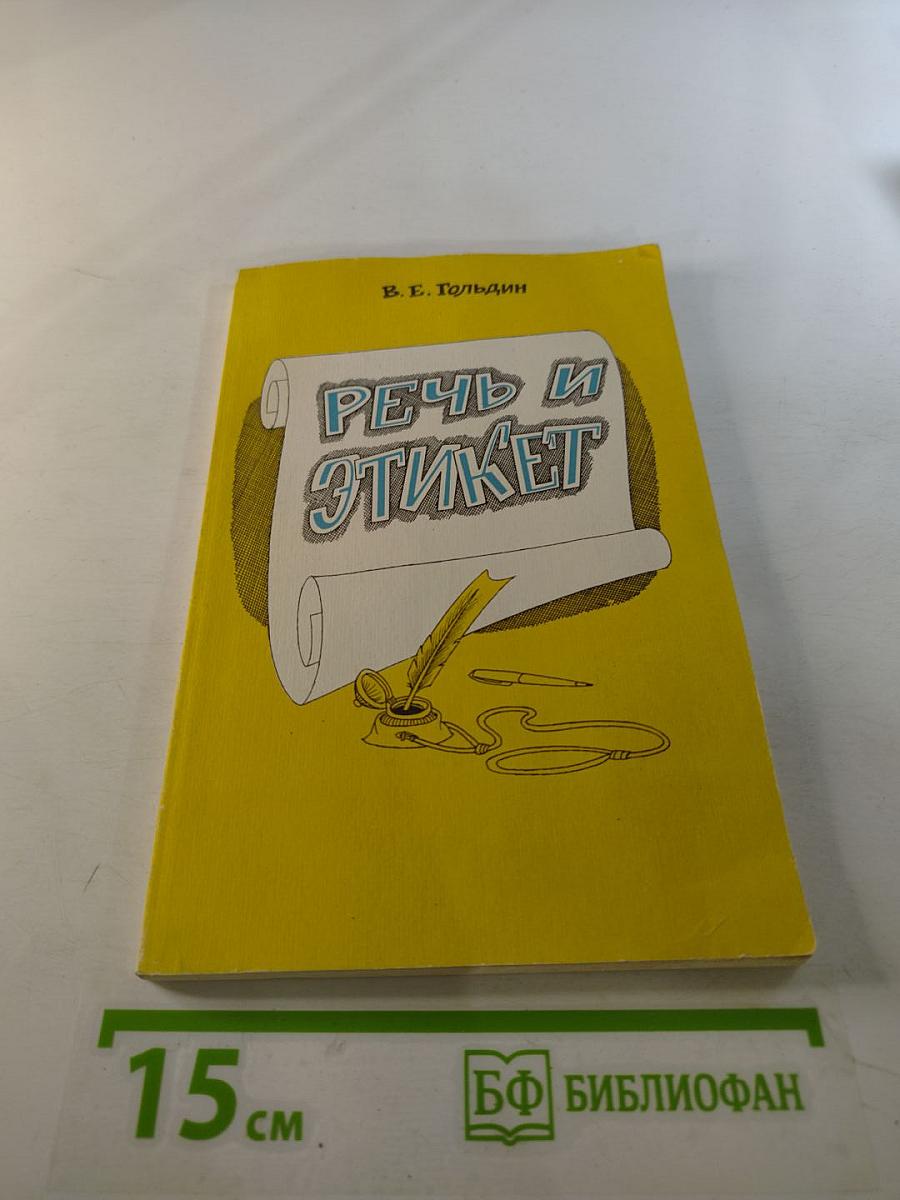 В. Е. Гольдин
РЕЧЬ И
ЭТИКЕТ
15 см
БФ БИБЛИОФАН